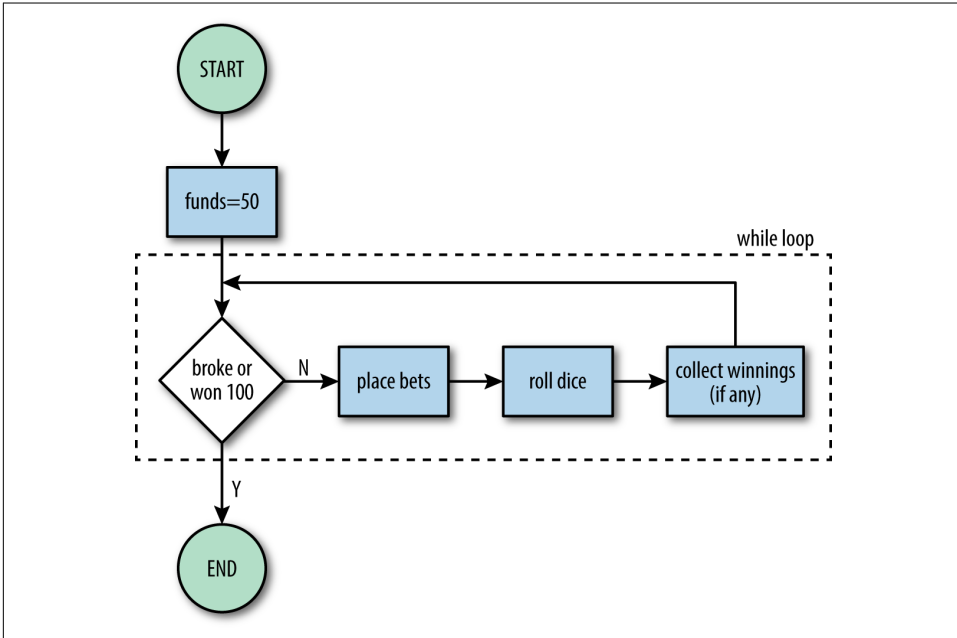 START
funds=50
while loop
broke or
won 100
N
place bets
roll dice
collect winnings
(if any)
Y
END